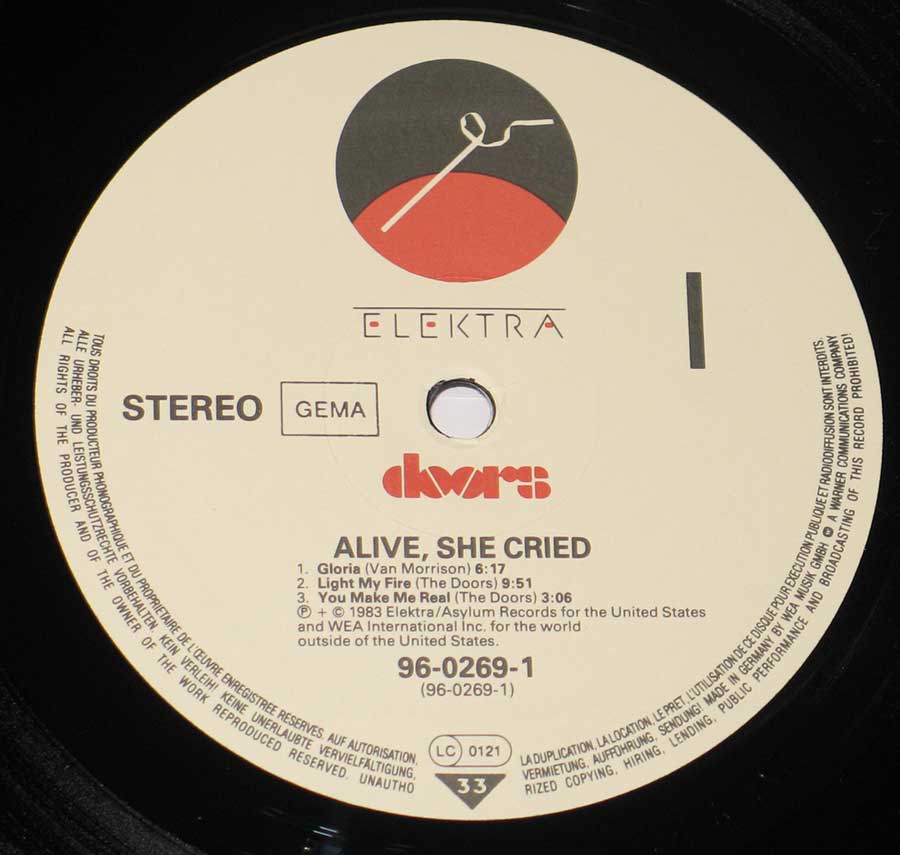 ELEKTRA
I
STEREO GEMA
doors
ALIVE, SHE CRIED
1. Gloria (Van Morrison) 6:17
2. Light My Fire (The Doors) 9:51
3. You Make Me Real (The Doors) 3:06
℗ + © 1983 Elektra/Asylum Records for the United States
and WEA International Inc. for the world
outside of the United States.
96-0269-1
(96-0269-1)
LC 0121
33
TOUS DROITS DU PRODUCTEUR PHONOGRAPHIQUE ET DU PROPRIETAIRE DE L'ŒUVRE ENREGISTREE RESERVES. AUF AUTORISATION, LA DUPLICATION, LA LOCATION, LE PRET, L'UTILISATION DE CE DISQUE POUR EXECUTION PUBLIQUE ET RADIODIFFUSION SONT INTERDITS.
ALLE URHEBER- UND LEISTUNGSSCHUTZRECHTE VORBEHALTEN. KEIN VERLEIH! KEINE UNERLAUBTE VERVIELFÄLTIGUNG, VERMIETUNG, AUFFÜHRUNG, SENDUNG! MADE IN GERMANY BY WEA MUSIK GMBH A WARNER COMMUNICATIONS COMPANY
ALL RIGHTS OF THE PRODUCER AND OF THE OWNER OF THE WORK REPRODUCED RESERVED. UNAUTHORIZED COPYING, HIRING, LENDING, PUBLIC PERFORMANCE AND BROADCASTING OF THIS RECORD PROHIBITED!